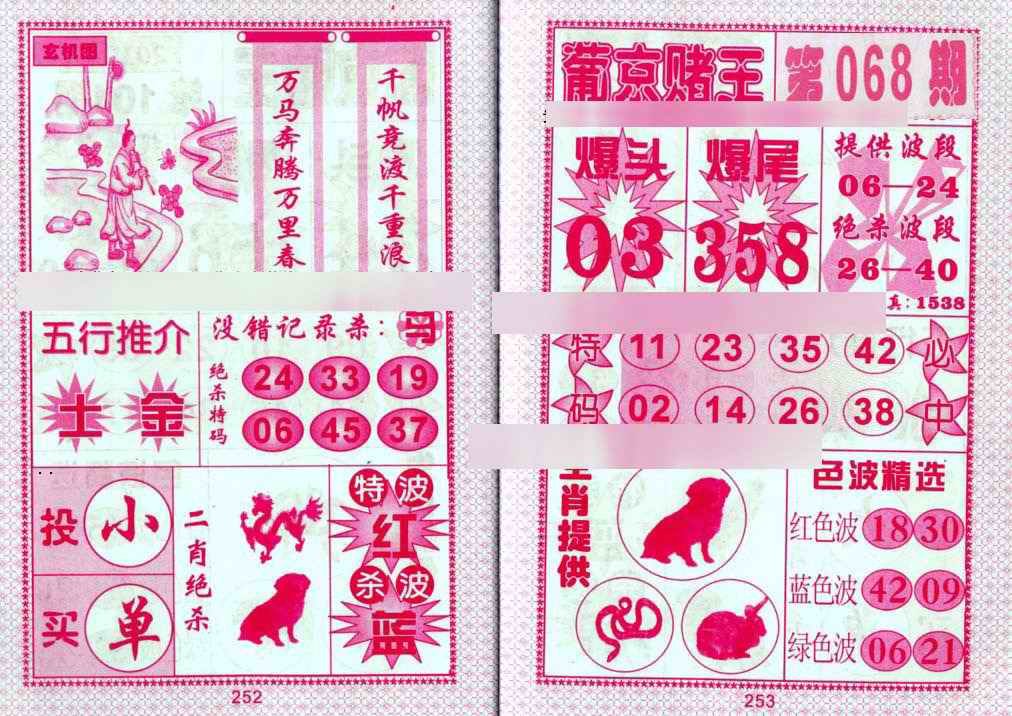 玄机图
万马奔腾万里春
千帆竞渡千重浪
五行推介
土 金
没错记录杀：马
绝杀特码
24 33 19
06 45 37
投 小
买 单
二肖绝杀
特波
红
杀波
蓝
252
葡京赌王
第068期
爆头
03
爆尾
358
提供波段
06—24
绝杀波段
26—40
真：1538
特码
11 23 35 42
02 14 26 38
必中
生肖提供
色波精选
红色波 18 30
蓝色波 42 09
绿色波 06 21
253